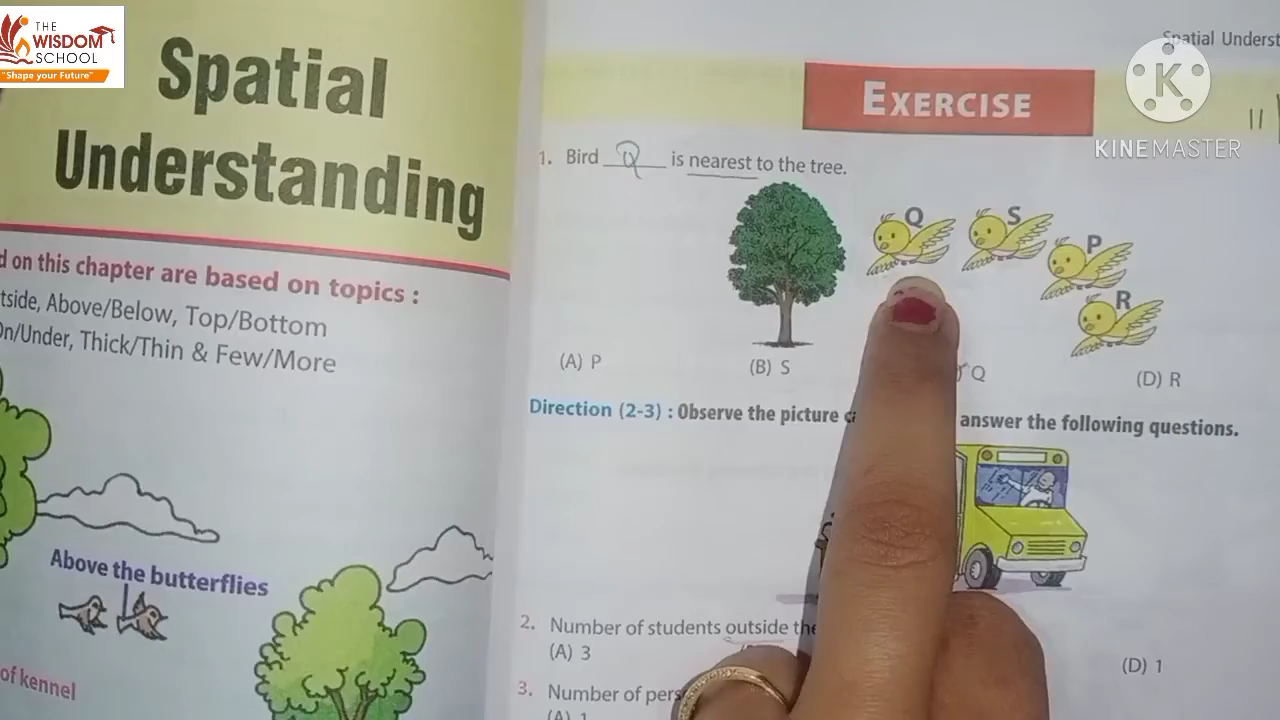 THE
WISDOM
SCHOOL
"Shape your Future"
Spatial
Understanding
d on this chapter are based on topics :
tside, Above/Below, Top/Bottom
On/Under, Thick/Thin & Few/More
Above the butterflies
of kennel
Spatial Underst
EXERCISE
11
KINEMASTER
1. Bird Q is nearest to the tree.
Q S P R
(A) P (B) S Q (D) R
Direction (2-3) : Observe the picture answer the following questions.
2. Number of students outside the
(A) 3 (D) 1
3. Number of pers
(A) 1